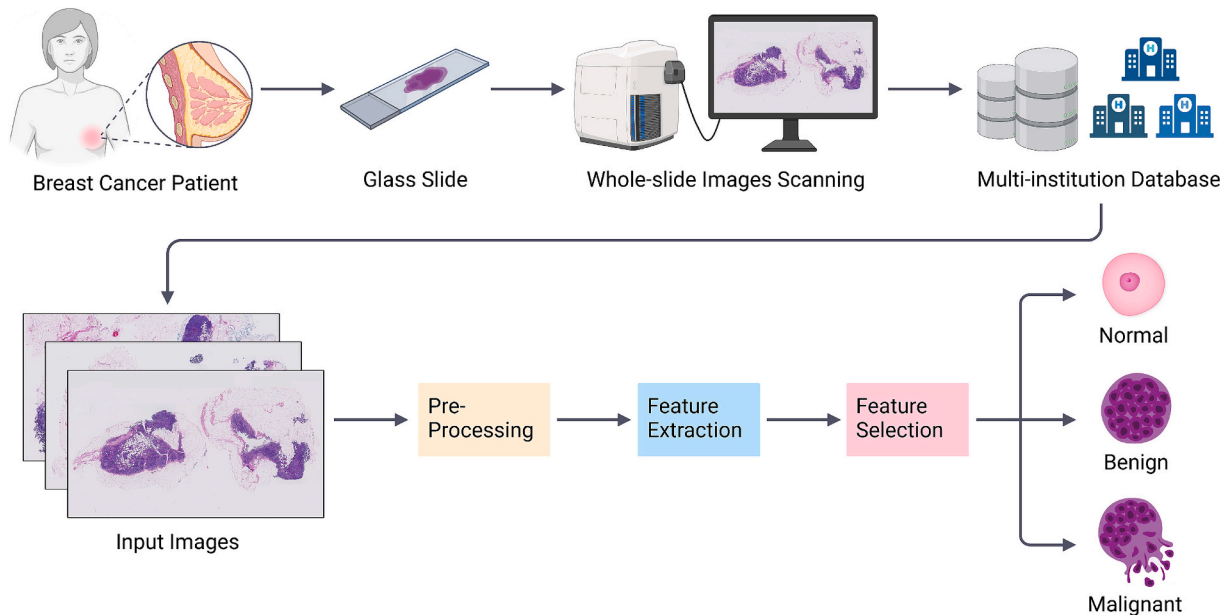 Breast Cancer Patient
Glass Slide
Whole-slide Images Scanning
Multi-institution Database
H
H
H
Input Images
Pre-
Processing
Feature
Extraction
Feature
Selection
Normal
Benign
Malignant